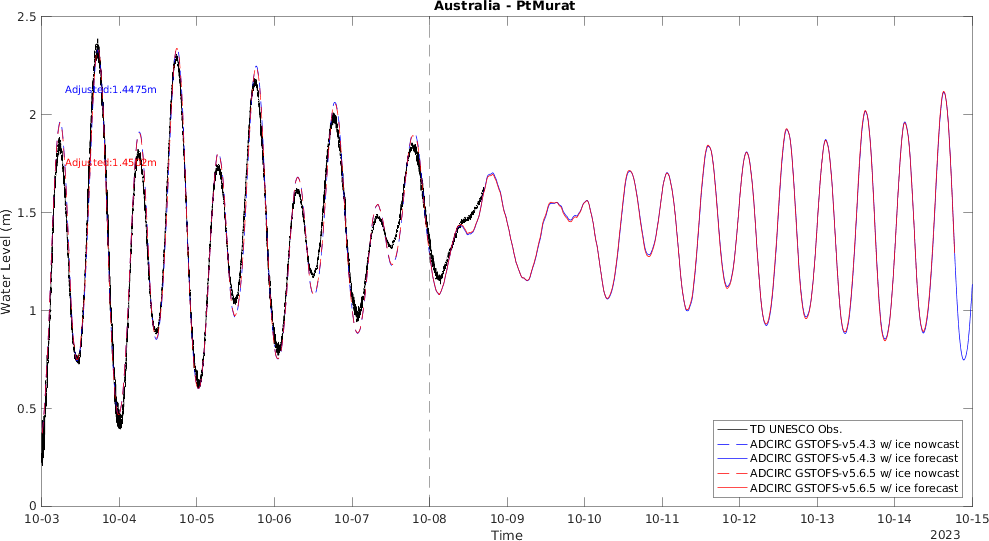 Australia - PtMurat
2.5
2
1.5
1
0.5
0
Water Level (m)
Adjusted:1.4475m
Adjusted:1.4502m
TD UNESCO Obs.
ADCIRC GSTOFS-v5.4.3 w/ ice nowcast
ADCIRC GSTOFS-v5.4.3 w/ ice forecast
ADCIRC GSTOFS-v5.6.5 w/ ice nowcast
ADCIRC GSTOFS-v5.6.5 w/ ice forecast
10-03 10-04 10-05 10-06 10-07 10-08 10-09 10-10 10-11 10-12 10-13 10-14 10-15
Time
2023